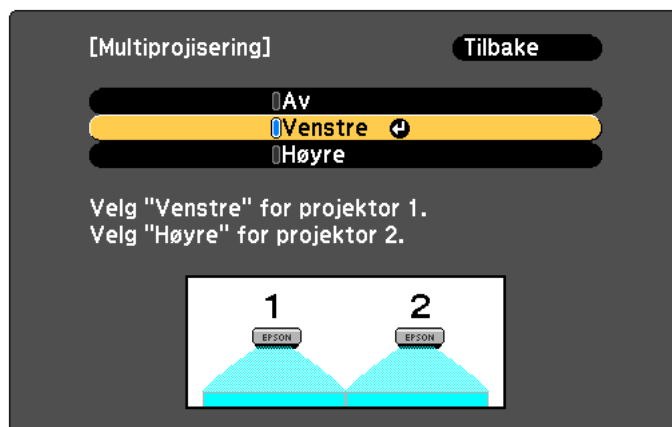 [Multiprojisering] Tilbake
Av
Venstre
Høyre
Velg "Venstre" for projektor 1.
Velg "Høyre" for projektor 2.
1 2
EPSON EPSON